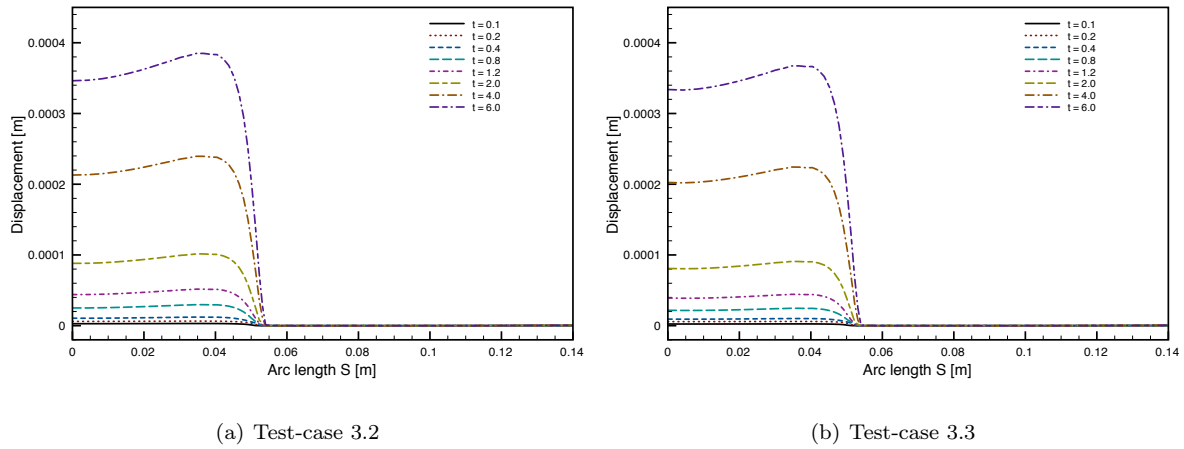 Displacement [m]
0.0004
0.0003
0.0002
0.0001
0
0 0.02 0.04 0.06 0.08 0.1 0.12 0.14
Arc length S [m]
t = 0.1
t = 0.2
t = 0.4
t = 0.8
t = 1.2
t = 2.0
t = 4.0
t = 6.0
(a) Test-case 3.2
Displacement [m]
0.0004
0.0003
0.0002
0.0001
0
0 0.02 0.04 0.06 0.08 0.1 0.12 0.14
Arc length S [m]
t = 0.1
t = 0.2
t = 0.4
t = 0.8
t = 1.2
t = 2.0
t = 4.0
t = 6.0
(b) Test-case 3.3